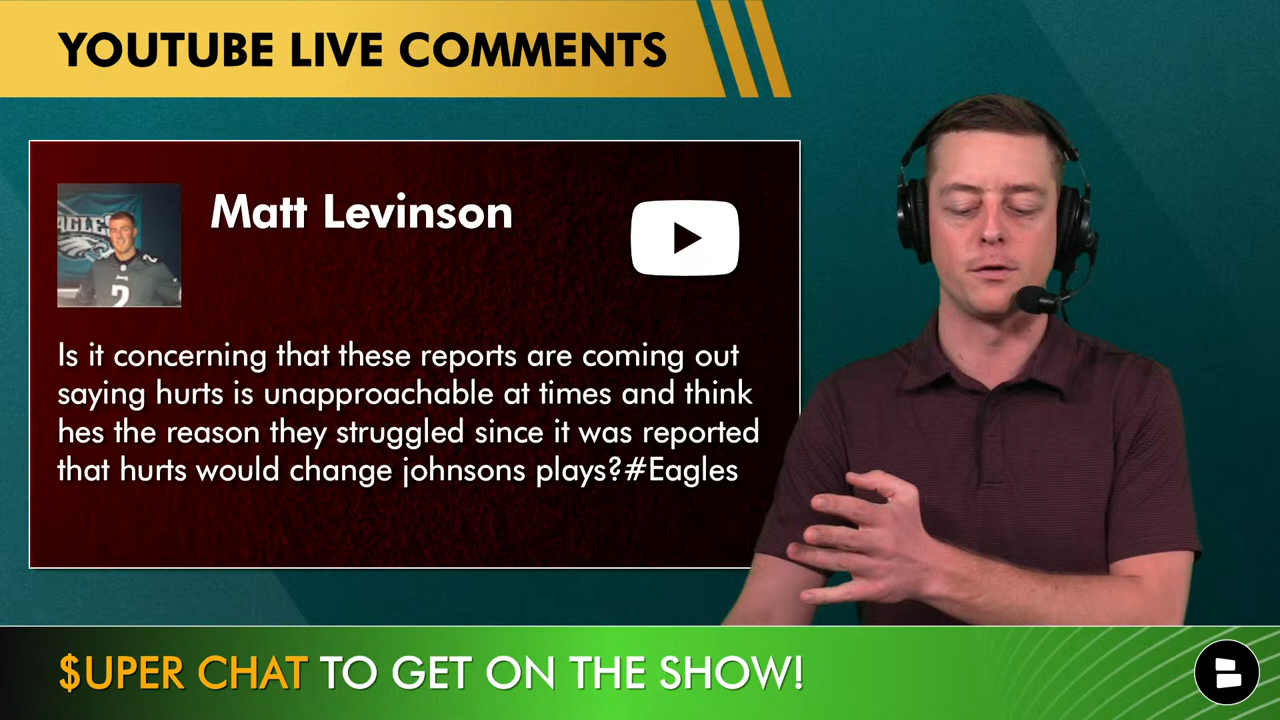 YOUTUBE LIVE COMMENTS
Matt Levinson
EAGLES
2
Is it concerning that these reports are coming out
saying hurts is unapproachable at times and think
hes the reason they struggled since it was reported
that hurts would change johnsons plays?#Eagles
$UPER CHAT TO GET ON THE SHOW!